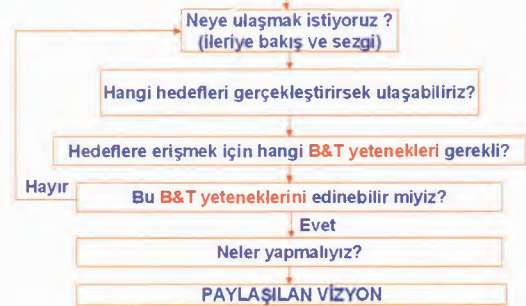 Neye ulaşmak istiyoruz ?
(ileriye bakış ve sezgi)
Hangi hedefleri gerçekleştirirsek ulaşabiliriz?
Hedeflere erişmek için hangi B&T yetenekleri gerekli?
Hayır
Bu B&T yeteneklerini edinebilir miyiz?
Evet
Neler yapmalıyız?
PAYLAŞILAN VİZYON